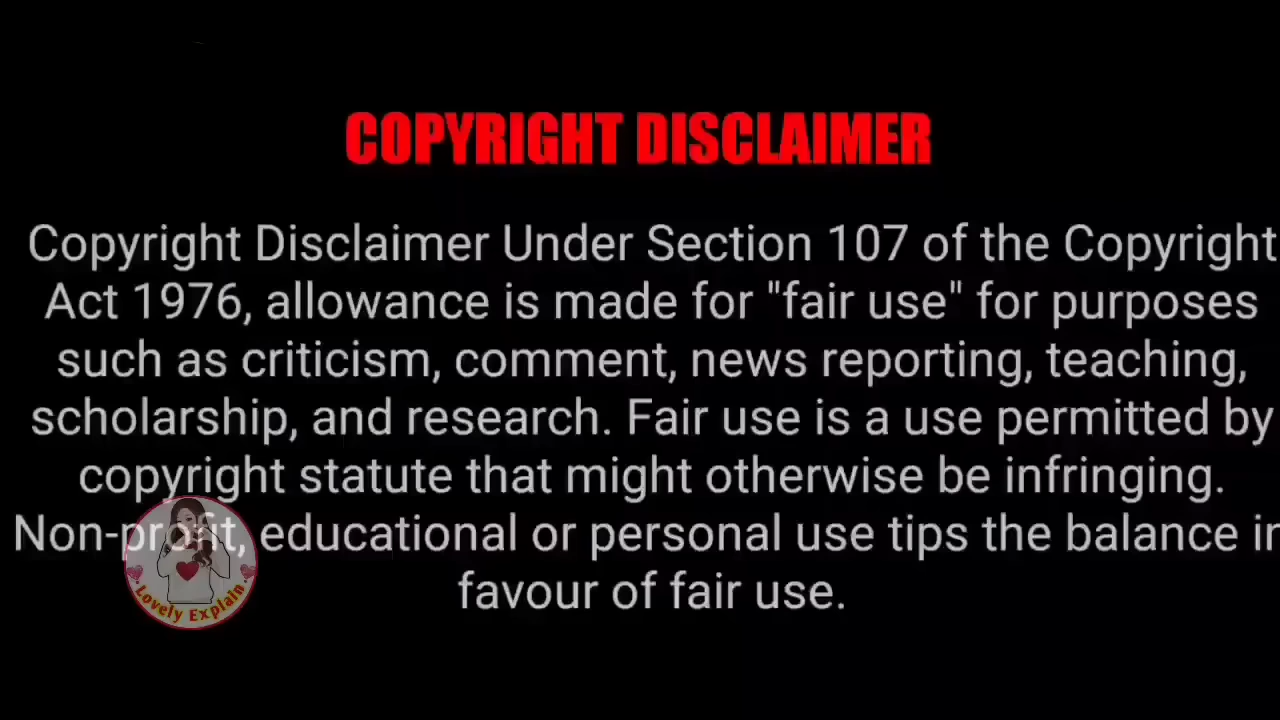 COPYRIGHT DISCLAIMER
Copyright Disclaimer Under Section 107 of the Copyright
Act 1976, allowance is made for "fair use" for purposes
such as criticism, comment, news reporting, teaching,
scholarship, and research. Fair use is a use permitted by
copyright statute that might otherwise be infringing.
Non-profit, educational or personal use tips the balance in
favour of fair use.
Lovely Explain